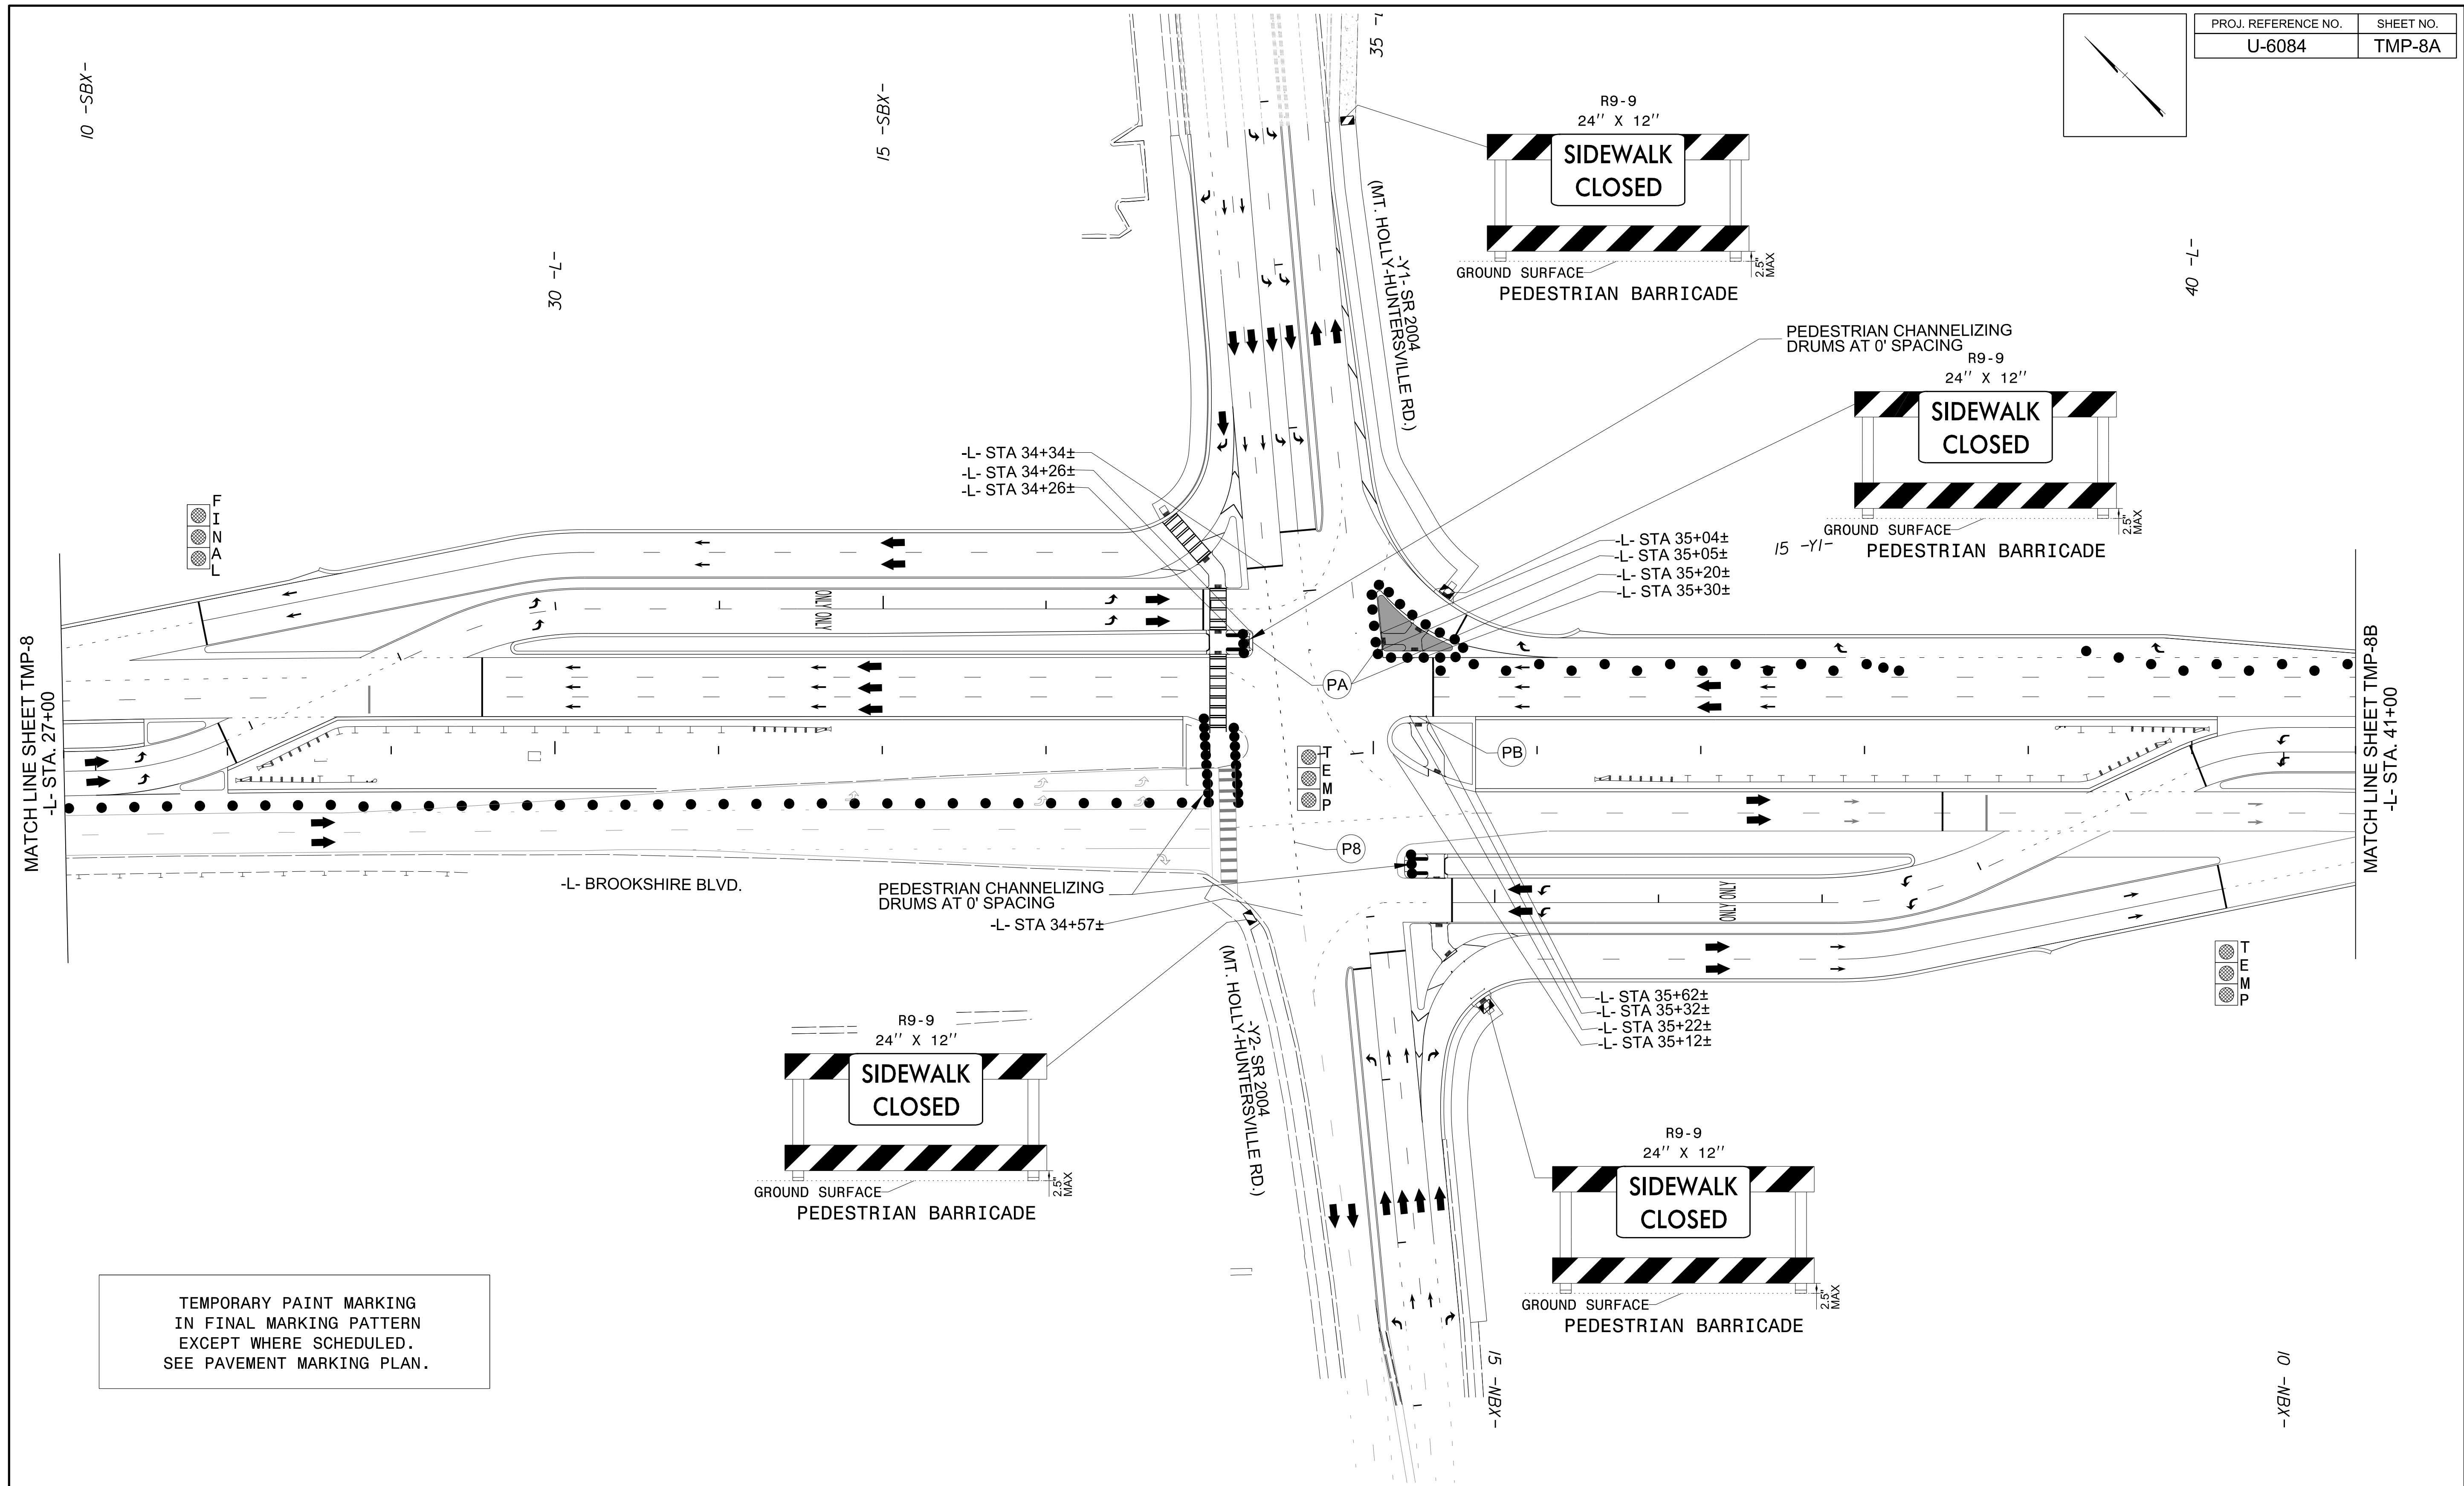 PROJ. REFERENCE NO.
SHEET NO.
U-6084
TMP-8A
10 -SBX-
15 -SBX-
35
30 -L-
40 -L-
R9-9
24'' X 12''
SIDEWALK
CLOSED
GROUND SURFACE
2.5"
MAX
PEDESTRIAN BARRICADE
-Y1- SR 2004
(MT. HOLLY-HUNTERSVILLE RD.)
PEDESTRIAN CHANNELIZING
DRUMS AT 0' SPACING
R9-9
24'' X 12''
SIDEWALK
CLOSED
GROUND SURFACE
2.5"
MAX
PEDESTRIAN BARRICADE
-L- STA 34+34±
-L- STA 34+26±
-L- STA 34+26±
FINAL
-L- STA 35+04±
-L- STA 35+05±
-L- STA 35+20±
-L- STA 35+30±
15 -Y1-
ONLY ONLY
MATCH LINE SHEET TMP-8
-L- STA. 27+00
MATCH LINE SHEET TMP-8B
-L- STA. 41+00
PA
PB
TEMP
P8
-L- BROOKSHIRE BLVD.
PEDESTRIAN CHANNELIZING
DRUMS AT 0' SPACING
-L- STA 34+57±
ONLY ONLY
TEMP
-L- STA 35+62±
-L- STA 35+32±
-L- STA 35+22±
-L- STA 35+12±
-Y2- SR 2004
(MT. HOLLY-HUNTERSVILLE RD.)
R9-9
24'' X 12''
SIDEWALK
CLOSED
GROUND SURFACE
2.5"
MAX
PEDESTRIAN BARRICADE
R9-9
24'' X 12''
SIDEWALK
CLOSED
GROUND SURFACE
2.5"
MAX
PEDESTRIAN BARRICADE
TEMPORARY PAINT MARKING
IN FINAL MARKING PATTERN
EXCEPT WHERE SCHEDULED.
SEE PAVEMENT MARKING PLAN.
15 -NBX-
10 -NBX-